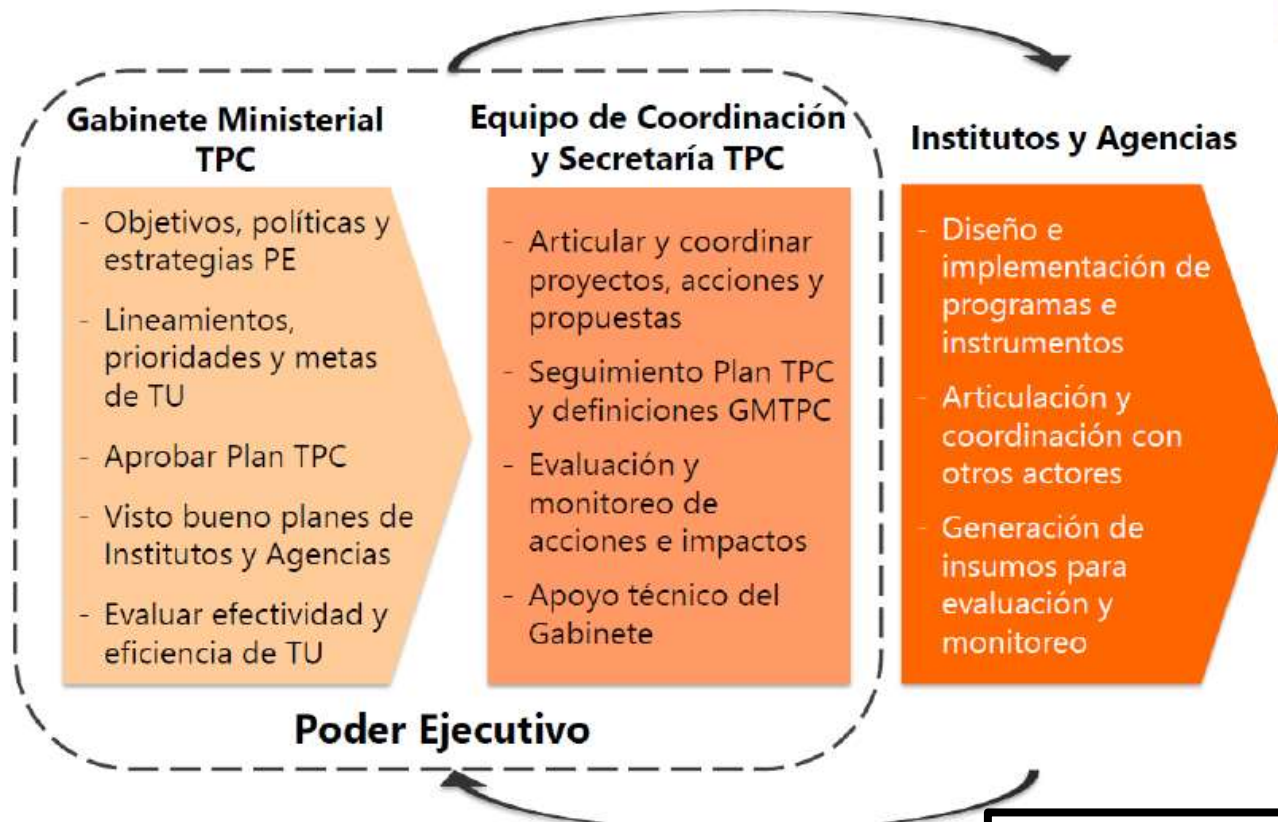 Gabinete Ministerial
TPC
- Objetivos, políticas y
estrategias PE
- Lineamientos,
prioridades y metas
de TU
- Aprobar Plan TPC
- Visto bueno planes de
Institutos y Agencias
- Evaluar efectividad y
eficiencia de TU
Equipo de Coordinación
y Secretaría TPC
- Articular y coordinar
proyectos, acciones y
propuestas
- Seguimiento Plan TPC
y definiciones GMTPC
- Evaluación y
monitoreo de
acciones e impactos
- Apoyo técnico del
Gabinete
Institutos y Agencias
- Diseño e
implementación de
programas e
instrumentos
- Articulación y
coordinación con
otros actores
- Generación de
insumos para
evaluación y
monitoreo
Poder Ejecutivo